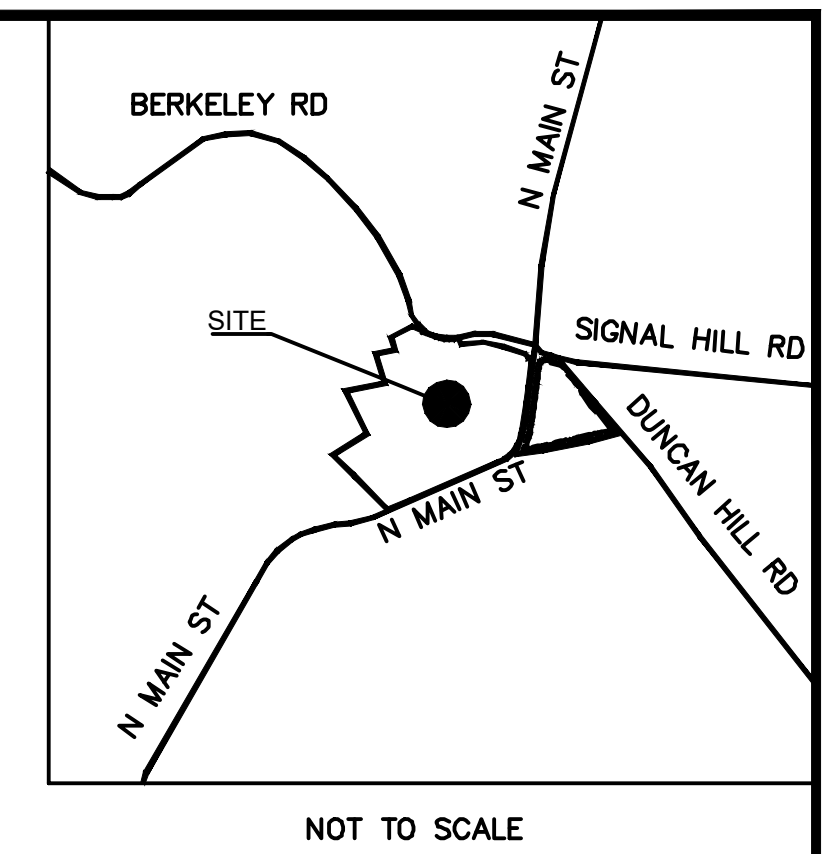 BERKELEY RD
N MAIN ST
SITE
SIGNAL HILL RD
DUNCAN HILL RD
N MAIN ST
N MAIN ST
NOT TO SCALE